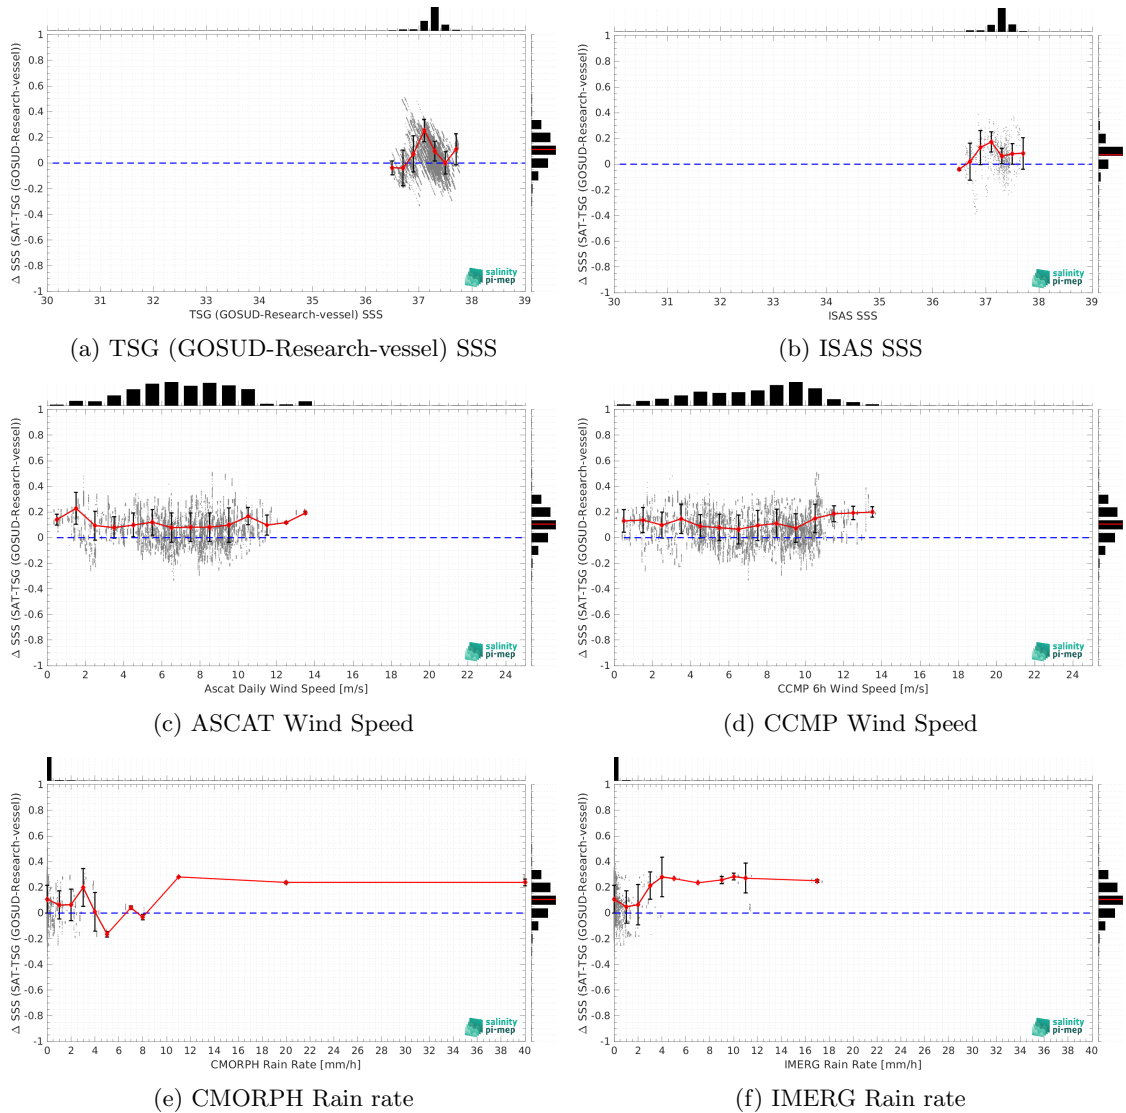 1
0.8
0.6
0.4
0.2
0
-0.2
-0.4
-0.6
-0.8
-1
Δ SSS (SAT-TSG (GOSUD-Research-vessel))
30 31 32 33 34 35 36 37 38 39
TSG (GOSUD-Research-vessel) SSS
salinity
pi-mep
(a) TSG (GOSUD-Research-vessel) SSS
1
0.8
0.6
0.4
0.2
0
-0.2
-0.4
-0.6
-0.8
-1
Δ SSS (SAT-TSG (GOSUD-Research-vessel))
30 31 32 33 34 35 36 37 38 39
ISAS SSS
salinity
pi-mep
(b) ISAS SSS
1
0.8
0.6
0.4
0.2
0
-0.2
-0.4
-0.6
-0.8
-1
Δ SSS (SAT-TSG (GOSUD-Research-vessel))
0 2 4 6 8 10 12 14 16 18 20 22 24
Ascat Daily Wind Speed [m/s]
salinity
pi-mep
(c) ASCAT Wind Speed
1
0.8
0.6
0.4
0.2
0
-0.2
-0.4
-0.6
-0.8
-1
Δ SSS (SAT-TSG (GOSUD-Research-vessel))
0 2 4 6 8 10 12 14 16 18 20 22 24
CCMP 6h Wind Speed [m/s]
salinity
pi-mep
(d) CCMP Wind Speed
1
0.8
0.6
0.4
0.2
0
-0.2
-0.4
-0.6
-0.8
-1
Δ SSS (SAT-TSG (GOSUD-Research-vessel))
0 2 4 6 8 10 12 14 16 18 20 22 24 26 28 30 32 34 36 38 40
CMORPH Rain Rate [mm/h]
salinity
pi-mep
(e) CMORPH Rain rate
1
0.8
0.6
0.4
0.2
0
-0.2
-0.4
-0.6
-0.8
-1
Δ SSS (SAT-TSG (GOSUD-Research-vessel))
0 2 4 6 8 10 12 14 16 18 20 22 24 26 28 30 32 34 36 38 40
IMERG Rain Rate [mm/h]
salinity
pi-mep
(f) IMERG Rain rate